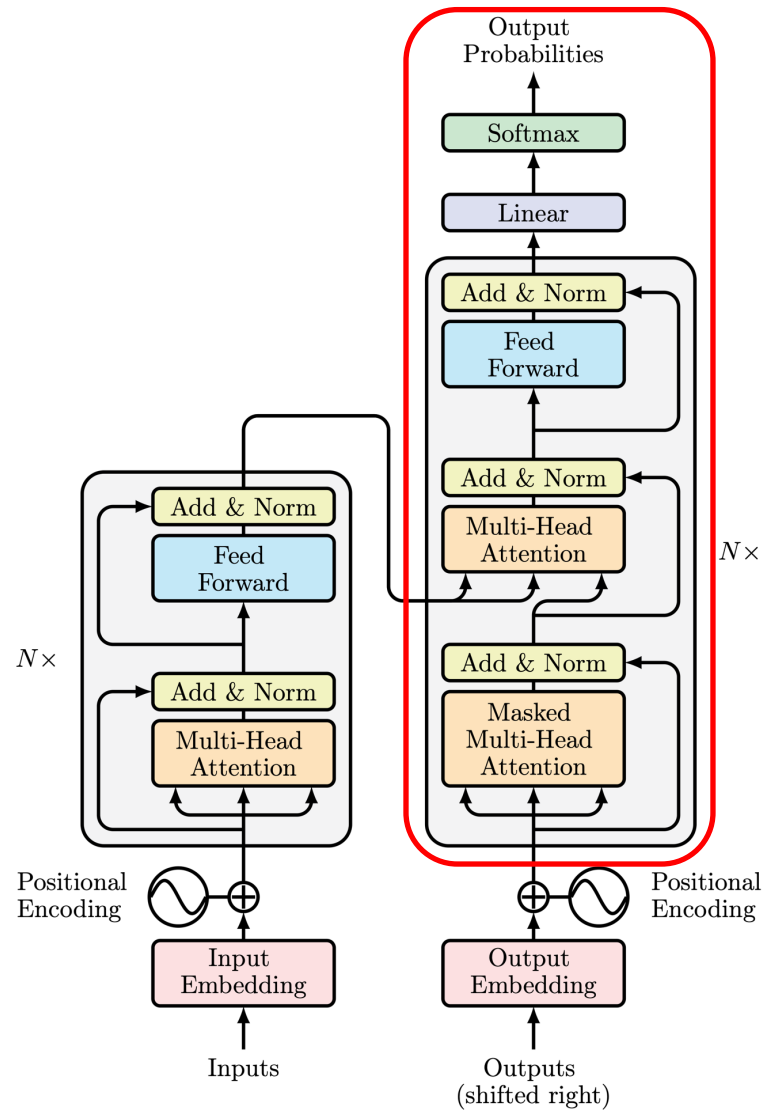 Output
Probabilities
Softmax
Linear
Add & Norm
Feed
Forward
Add & Norm
Multi-Head
Attention
N×
Add & Norm
Masked
Multi-Head
Attention
Add & Norm
Feed
Forward
N×
Add & Norm
Multi-Head
Attention
Positional
Encoding
Positional
Encoding
Input
Embedding
Output
Embedding
Inputs
Outputs
(shifted right)